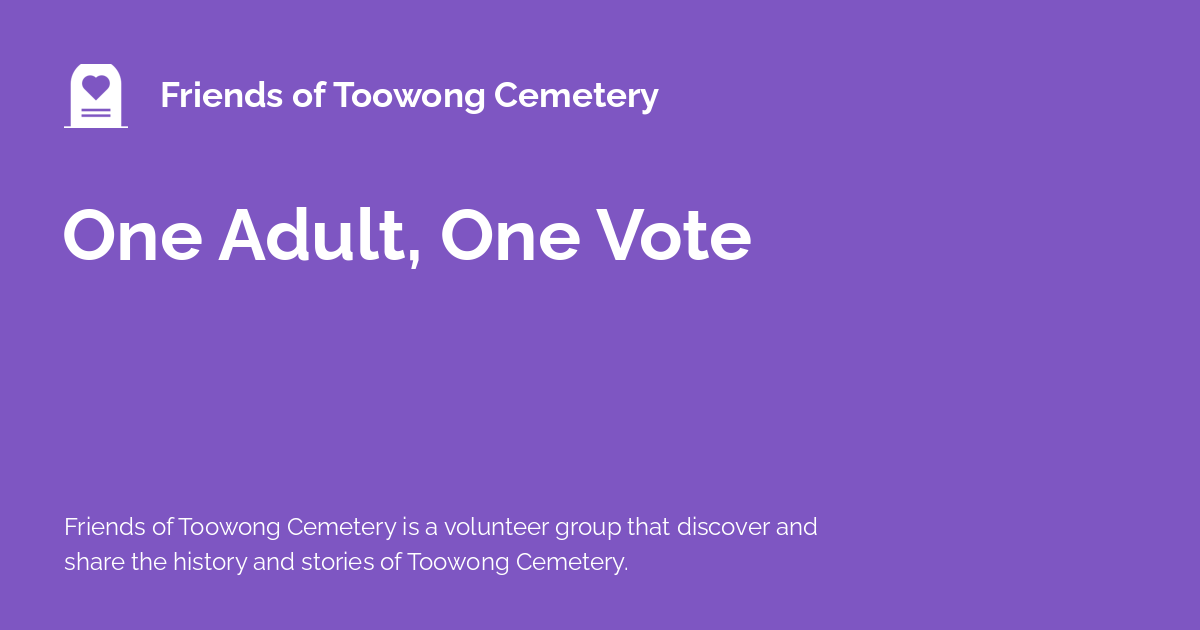 Friends of Toowong Cemetery
One Adult, One Vote
Friends of Toowong Cemetery is a volunteer group that discover and
share the history and stories of Toowong Cemetery.